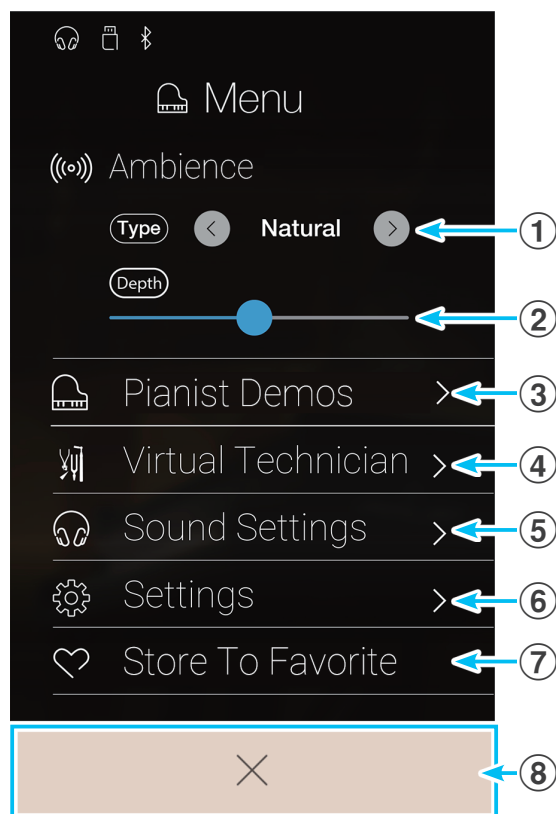 Menu
Ambience
Type Natural 1
Depth
2
Pianist Demos 3
Virtual Technician 4
Sound Settings 5
Settings 6
Store To Favorite 7
8